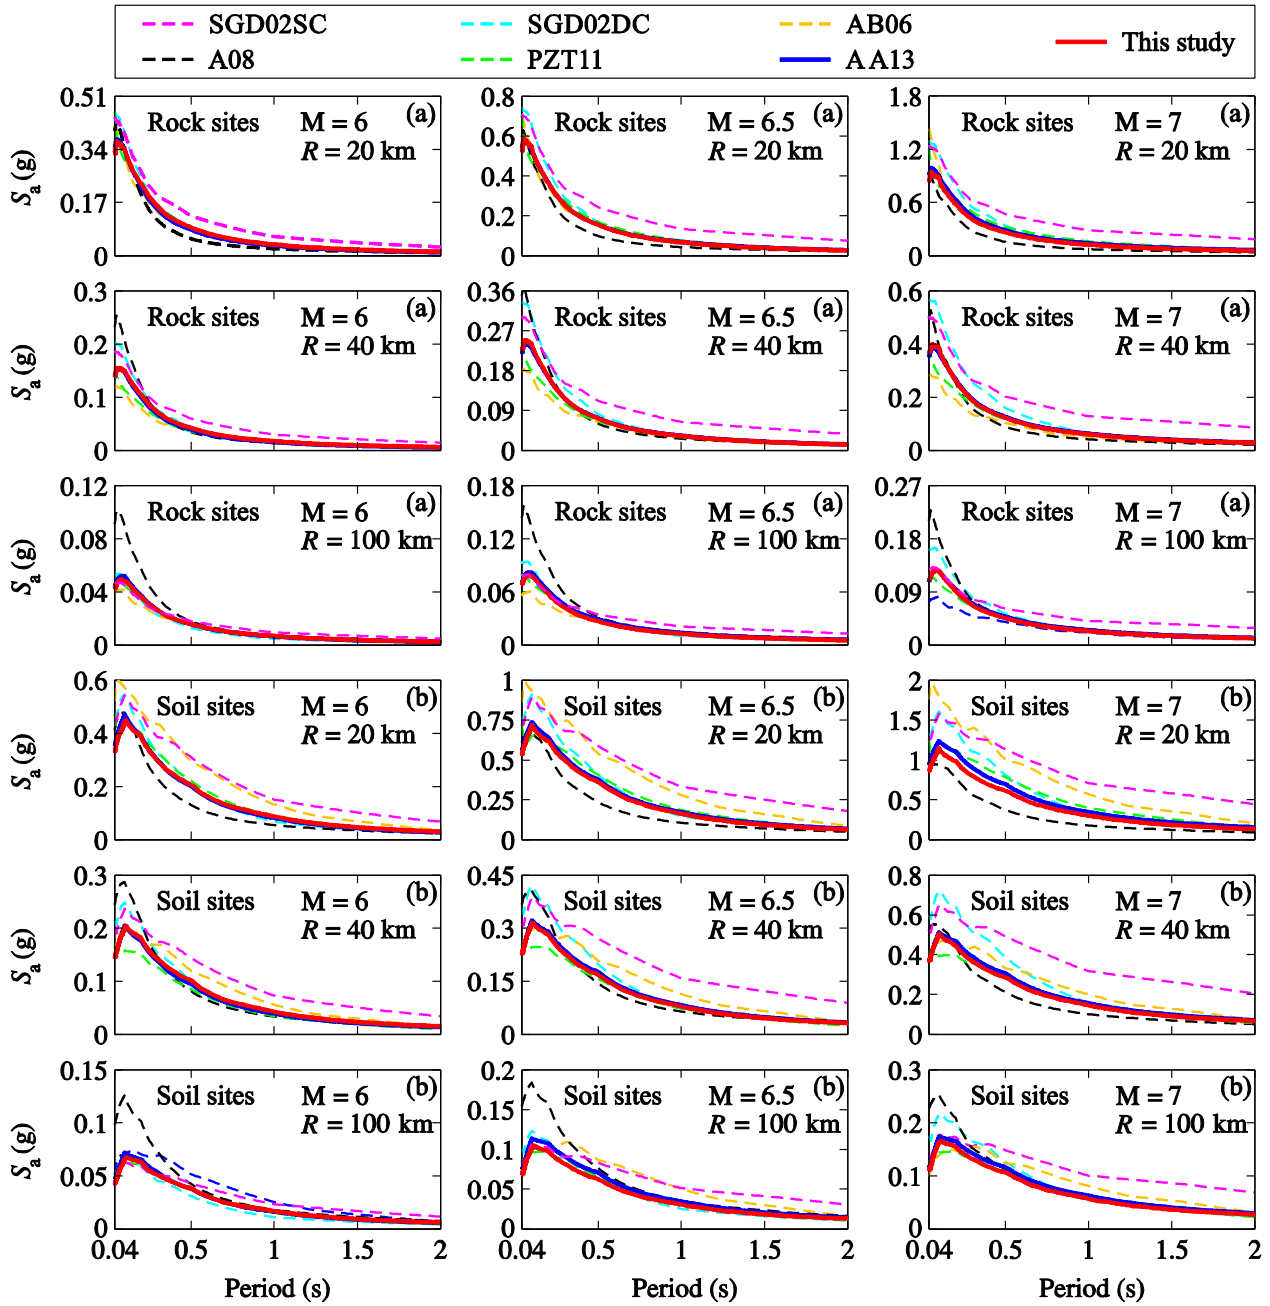 SGD02SC SGD02DC AB06 This study
A08 PZT11 AA13
0.51 Rock sites M = 6 (a) 0.8 Rock sites M = 6.5 (a) 1.8 Rock sites M = 7 (a)
R = 20 km R = 20 km R = 20 km
0.34 0.6 1.2
0.17 0.4 0.6
0 0.2 0
0
Sa (g)
0.3 Rock sites M = 6 (a) 0.36 Rock sites M = 6.5 (a) 0.6 Rock sites M = 7 (a)
R = 40 km R = 40 km R = 40 km
0.2 0.27 0.4
0.1 0.18 0.2
0 0.09 0
0
Sa (g)
0.12 Rock sites M = 6 (a) 0.18 Rock sites M = 6.5 (a) 0.27 Rock sites M = 7 (a)
R = 100 km R = 100 km R = 100 km
0.08 0.12 0.18
0.04 0.06 0.09
0 0 0
Sa (g)
0.6 Soil sites M = 6 (b) 1 Soil sites M = 6.5 (b) 2 Soil sites M = 7 (b)
R = 20 km R = 20 km R = 20 km
0.4 0.75 1.5
0.2 0.5 1
0 0.25 0.5
0 0
Sa (g)
0.3 Soil sites M = 6 (b) 0.45 Soil sites M = 6.5 (b) 0.8 Soil sites M = 7 (b)
R = 40 km R = 40 km R = 40 km
0.2 0.3 0.6
0.1 0.15 0.4
0 0 0.2
0
Sa (g)
0.15 Soil sites M = 6 (b) 0.2 Soil sites M = 6.5 (b) 0.3 Soil sites M = 7 (b)
R = 100 km R = 100 km R = 100 km
0.1 0.15 0.2
0.05 0.1 0.1
0 0.05 0
0
Sa (g)
0.04 0.5 1 1.5 2 0.04 0.5 1 1.5 2 0.04 0.5 1 1.5 2
Period (s) Period (s) Period (s)